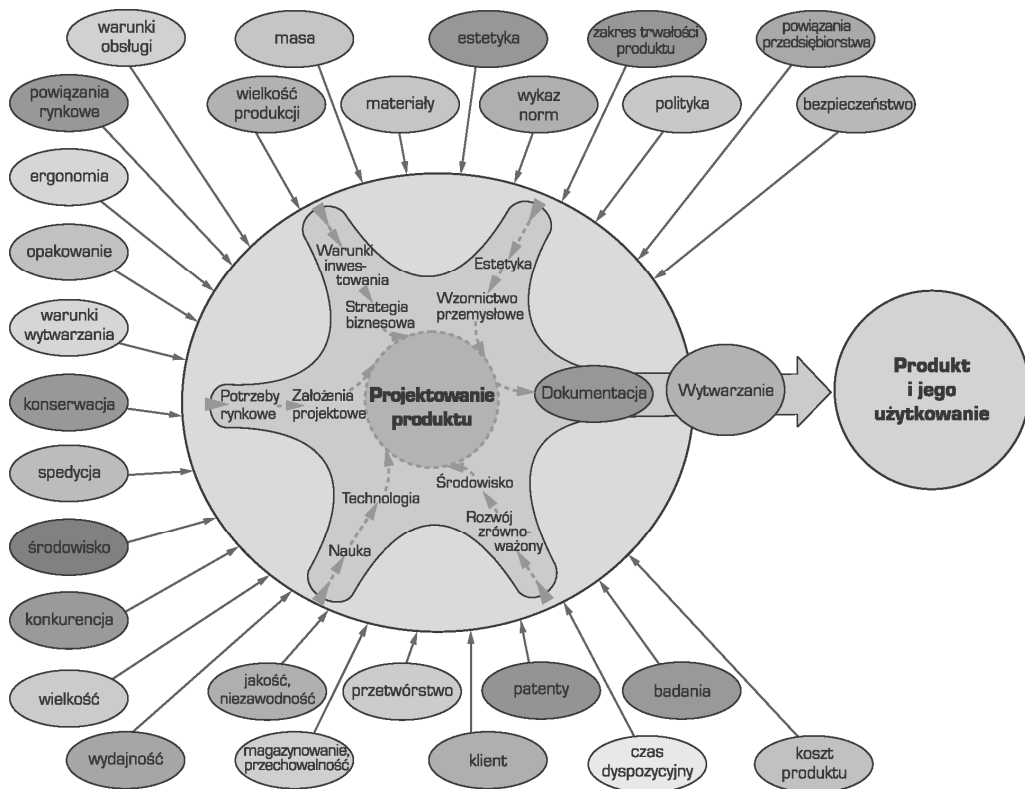 warunki
obsługi
masa
estetyka
zakres trwałości
produktu
powiązania
przedsiębiorstwa
powiązania
rynkowe
wielkość
produkcji
materiały
wykaz
norm
polityka
bezpieczeństwo
ergonomia
opakowanie
warunki
wytwarzania
konserwacja
spedycja
środowisko
konkurencja
wielkość
wydajność
jakość,
niezawodność
magazynowanie,
przechowalność
przetwórstwo
klient
patenty
czas
dyspozycyjny
badania
koszt
produktu
Warunki
inwes-
towania
Strategia
biznesowa
Estetyka
Wzornictwo
przemysłowe
Potrzeby
rynkowe
Założenia
projektowe
Projektowanie
produktu
Dokumentacja
Wytwarzanie
Produkt
i jego
użytkowanie
Technologia
Nauka
Środowisko
Rozwój
zrówno-
ważony